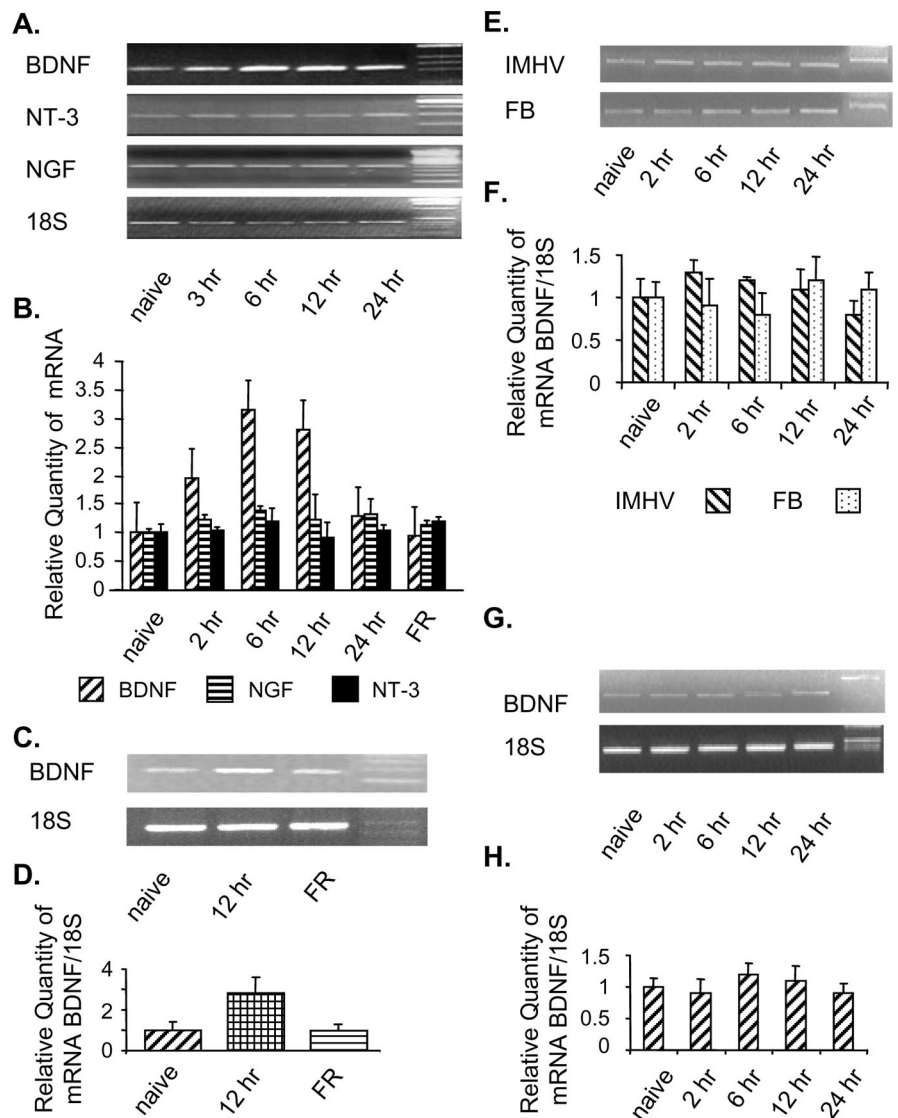 A.
BDNF
NT-3
NGF
18S
naive 3 hr 6 hr 12 hr 24 hr
B.
Relative Quantity of mRNA
4
3.5
3
2.5
2
1.5
1
0.5
0
naive 2 hr 6 hr 12 hr 24 hr FR
BDNF NGF NT-3
C.
BDNF
18S
naive 12 hr FR
D.
Relative Quantity of
mRNA BDNF/18S
4
2
0
naive 12 hr FR
E.
IMHV
FB
naive 2 hr 6 hr 12 hr 24 hr
F.
Relative Quantity of
mRNA BDNF/18S
1.5
1
0.5
0
naive 2 hr 6 hr 12 hr 24 hr
IMHV FB
G.
BDNF
18S
naive 2 hr 6 hr 12 hr 24 hr
H.
Relative Quantity of
mRNA BDNF/18S
1.5
1
0.5
0
naive 2 hr 6 hr 12 hr 24 hr